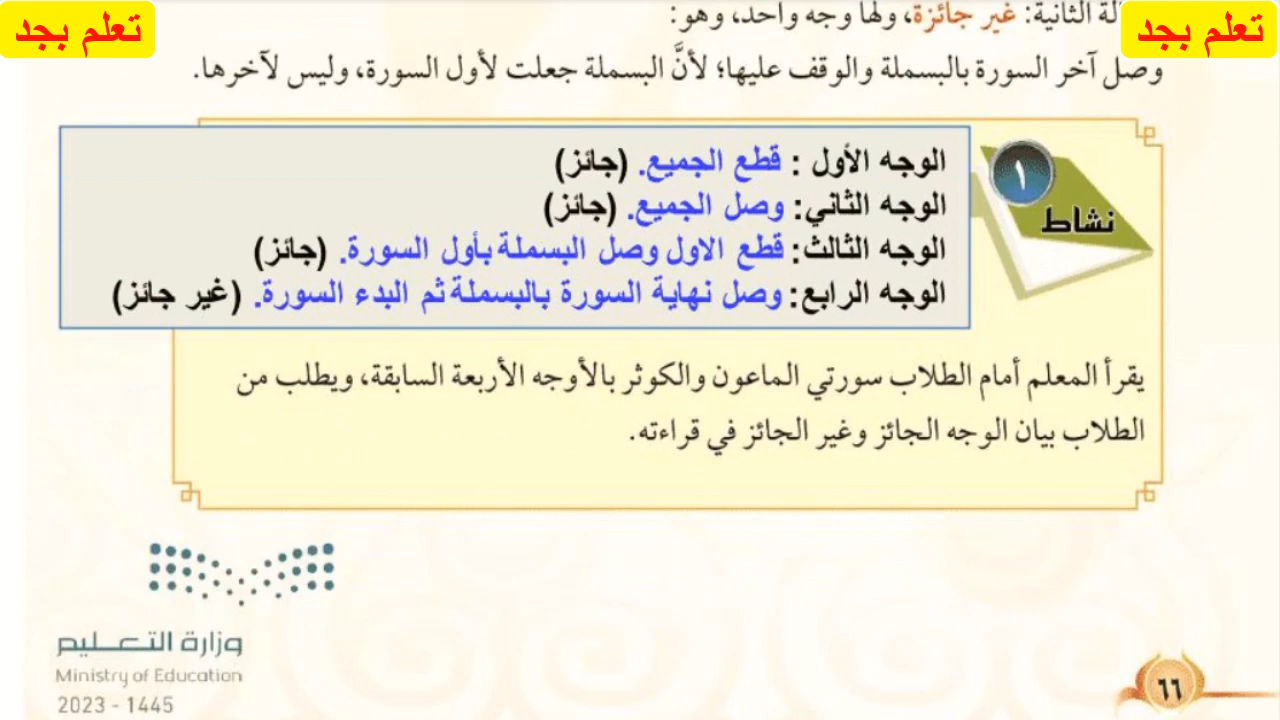 تعلم بجد
تعلم بجد
الثانية: غير جائزة، ولها وجه واحد، وهو:
وصل آخر السورة بالبسملة والوقف عليها؛ لأنَّ البسملة جعلت لأول السورة، وليس لآخرها.
نشاط ١
الوجه الأول : قطع الجميع. (جائز)
الوجه الثاني: وصل الجميع. (جائز)
الوجه الثالث: قطع الاول وصل البسملة بأول السورة. (جائز)
الوجه الرابع: وصل نهاية السورة بالبسملة ثم البدء السورة. (غير جائز)
يقرأ المعلم أمام الطلاب سورتي الماعون والكوثر بالأوجه الأربعة السابقة، ويطلب من
الطلاب بيان الوجه الجائز وغير الجائز في قراءته.
وزارة التعليم
Ministry of Education
2023 - 1445
٦٦